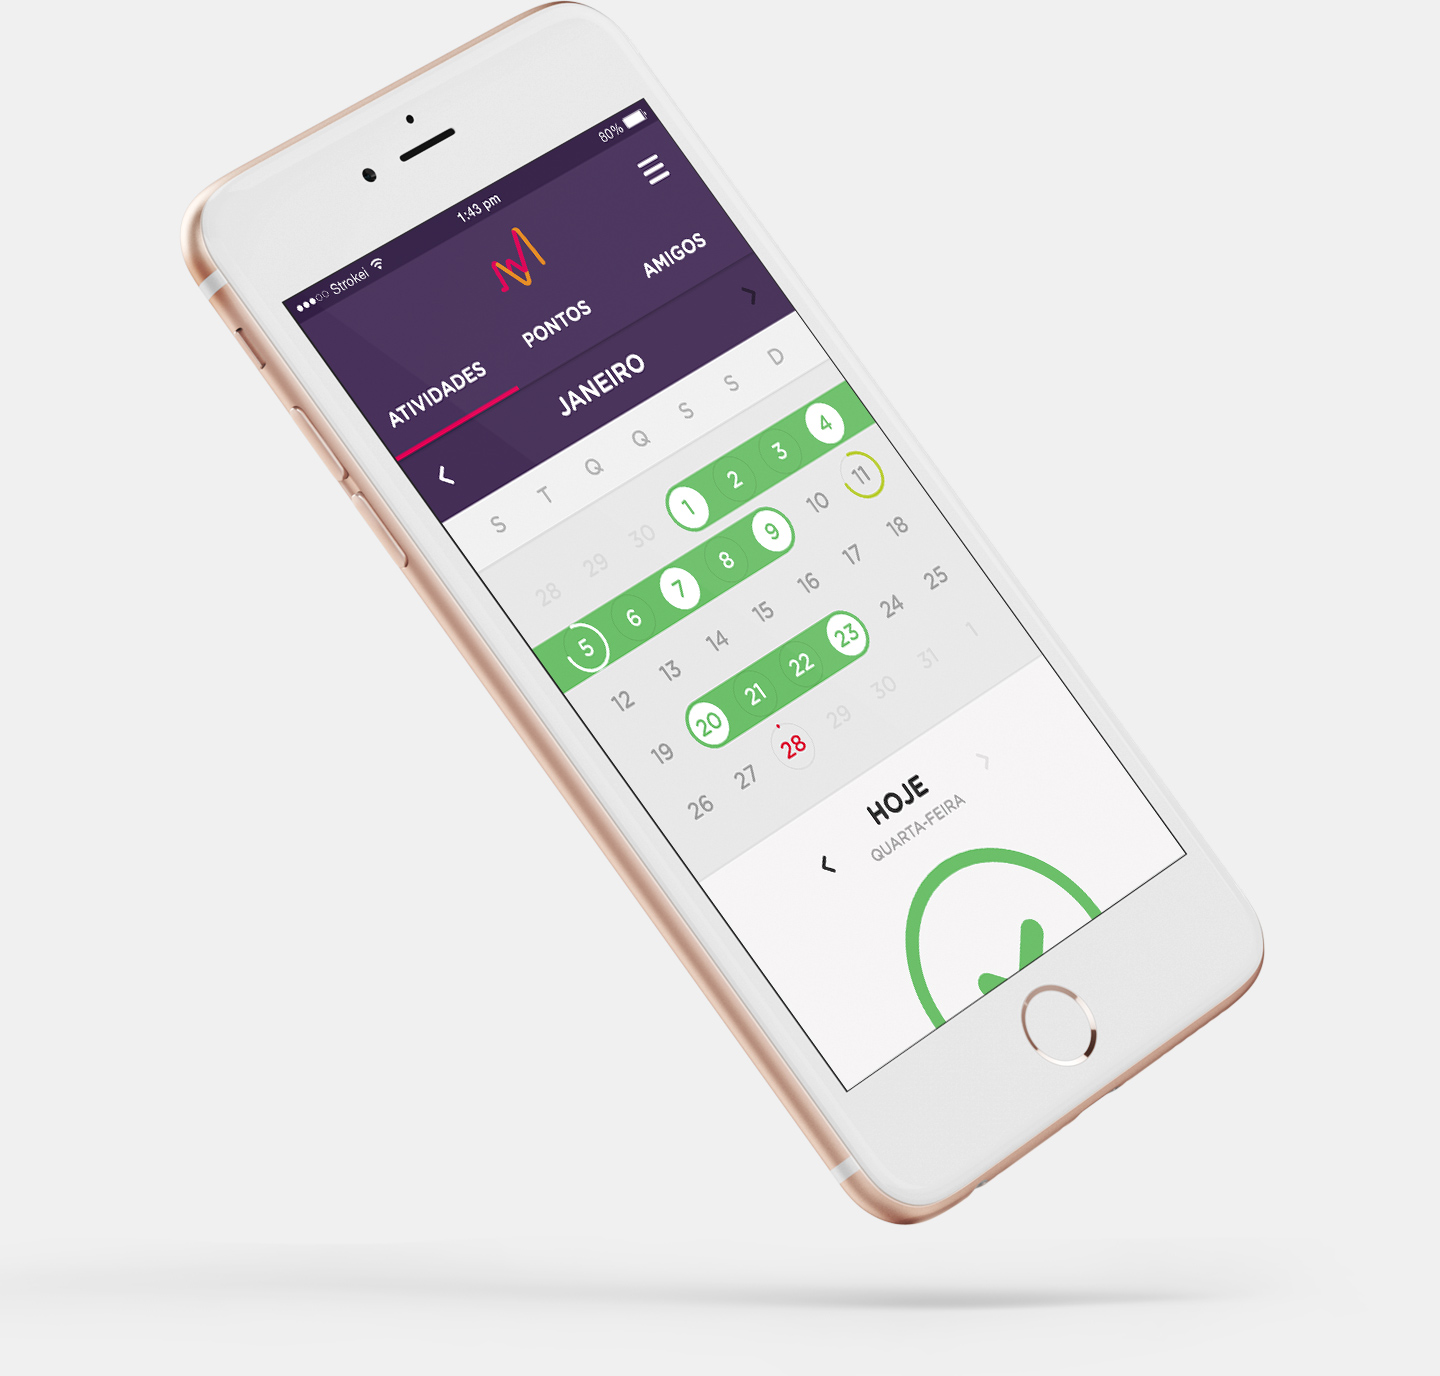 Strokei 1:43 pm 80%
ATIVIDADES PONTOS AMIGOS
JANEIRO
S T Q Q S S D
28 29 30 1 2 3 4
5 6 7 8 9 10 11
12 13 14 15 16 17 18
19 20 21 22 23 24 25
26 27 28 29 30 31 1
HOJE
QUARTA-FEIRA